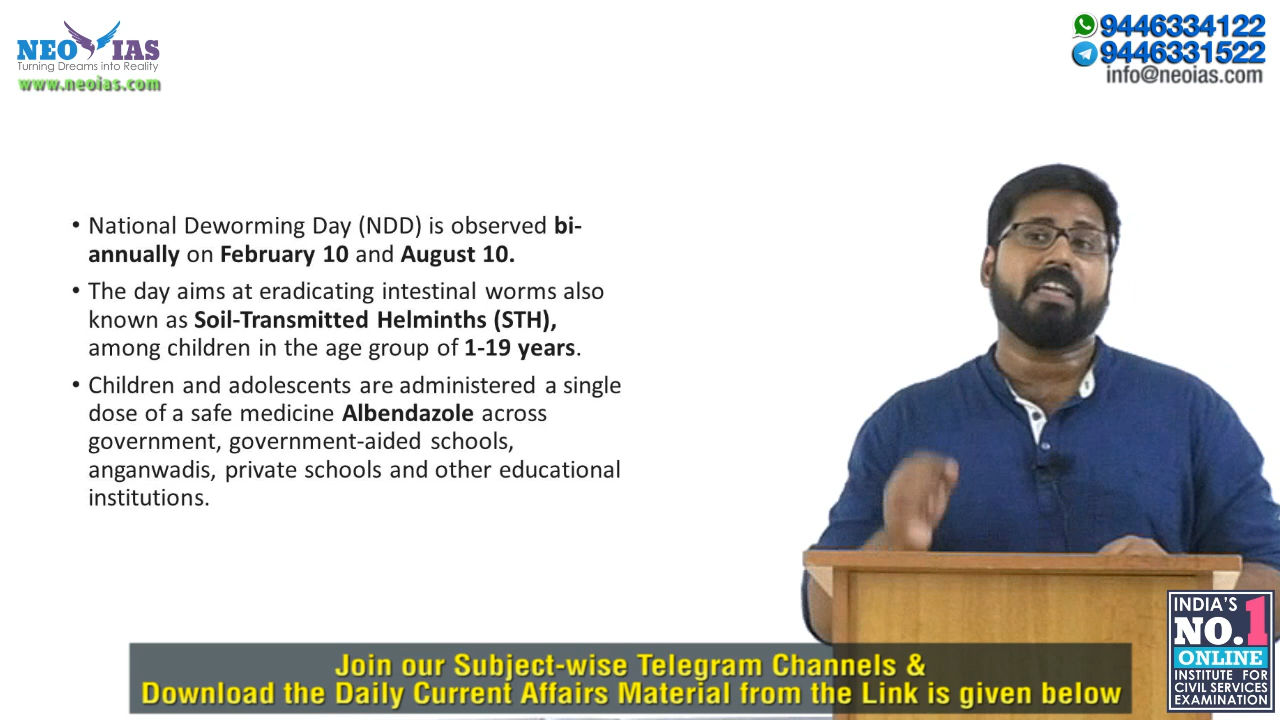 NEO IAS
Turning Dreams into Reality
www.neoias.com
9446334122
9446331522
info@neoias.com
• National Deworming Day (NDD) is observed bi-
annually on February 10 and August 10.
• The day aims at eradicating intestinal worms also
known as Soil-Transmitted Helminths (STH),
among children in the age group of 1-19 years.
• Children and adolescents are administered a single
dose of a safe medicine Albendazole across
government, government-aided schools,
anganwadis, private schools and other educational
institutions.
Join our Subject-wise Telegram Channels &
Download the Daily Current Affairs Material from the Link is given below
INDIA'S
NO.1
ONLINE
INSTITUTE FOR
CIVIL SERVICES
EXAMINATION